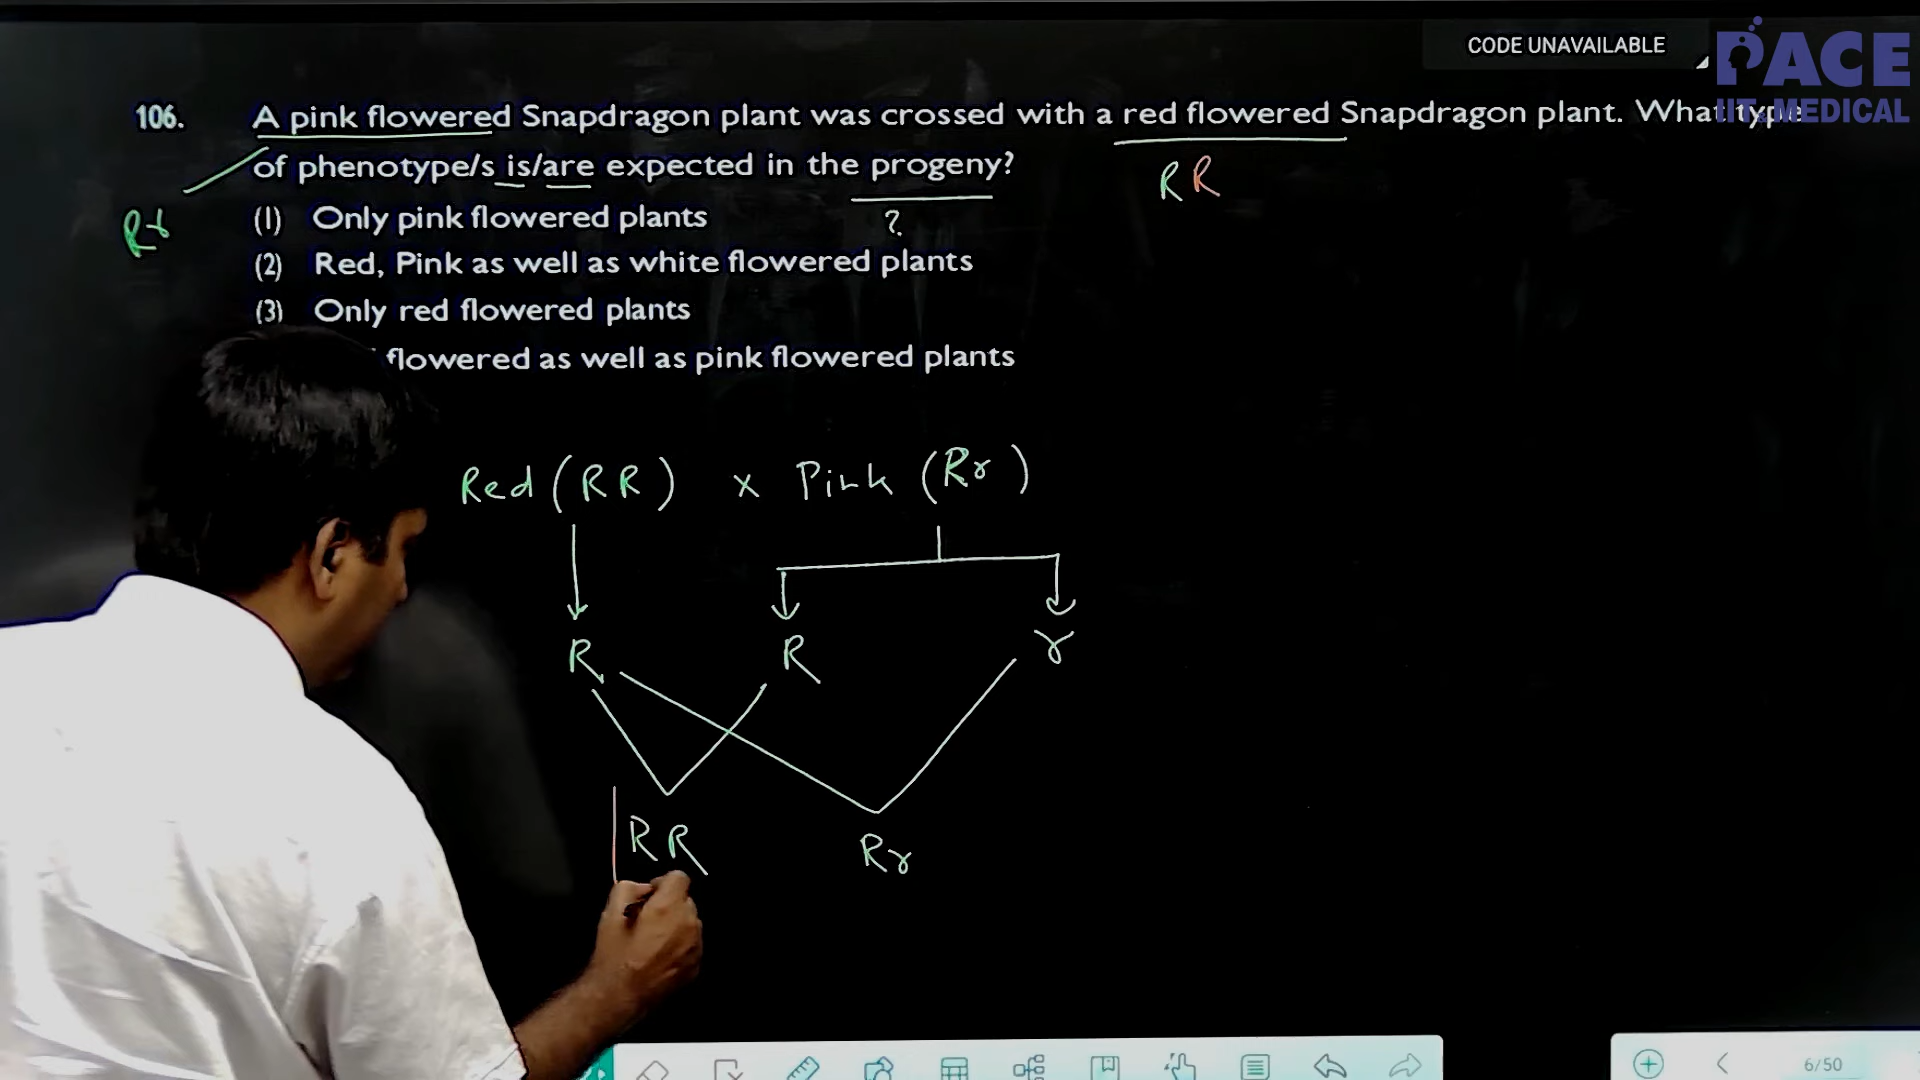 CODE UNAVAILABLE
PACE
IIT & MEDICAL
106. A pink flowered Snapdragon plant was crossed with a red flowered Snapdragon plant. What type
of phenotype/s is/are expected in the progeny?
RR
Rr
(1) Only pink flowered plants
?
(2) Red, Pink as well as white flowered plants
(3) Only red flowered plants
flowered as well as pink flowered plants
Red (RR) x Pink (Rr)
R R r
RR Rr
6/50